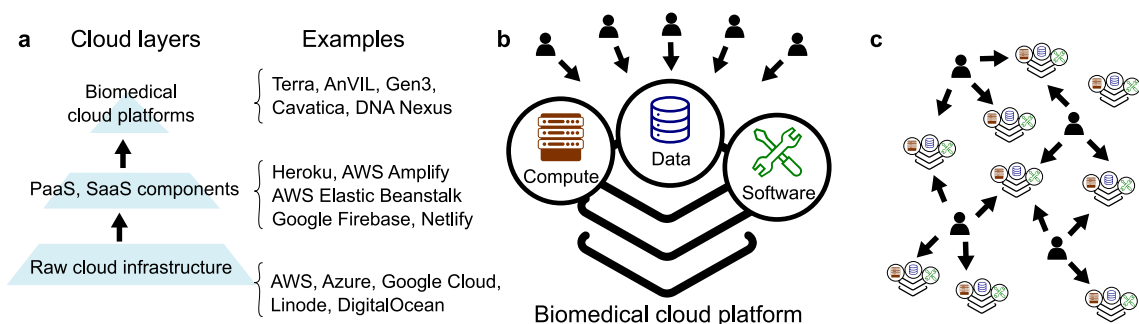 a
Cloud layers
Examples
Biomedical
cloud platforms
Terra, AnVIL, Gen3,
Cavatica, DNA Nexus
PaaS, SaaS components
Heroku, AWS Amplify
AWS Elastic Beanstalk
Google Firebase, Netlify
Raw cloud infrastructure
AWS, Azure, Google Cloud,
Linode, DigitalOcean
b
Compute
Data
Software
Biomedical cloud platform
c